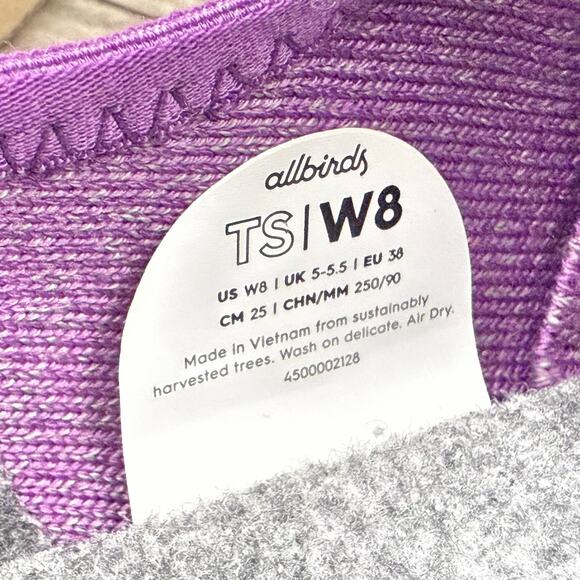 allbirds
TS|W8
US W8 | UK 5-5.5 | EU 38
CM 25 | CHN/MM 250/90
Made in Vietnam from sustainably
harvested trees. Wash on delicate. Air Dry.
4500002128